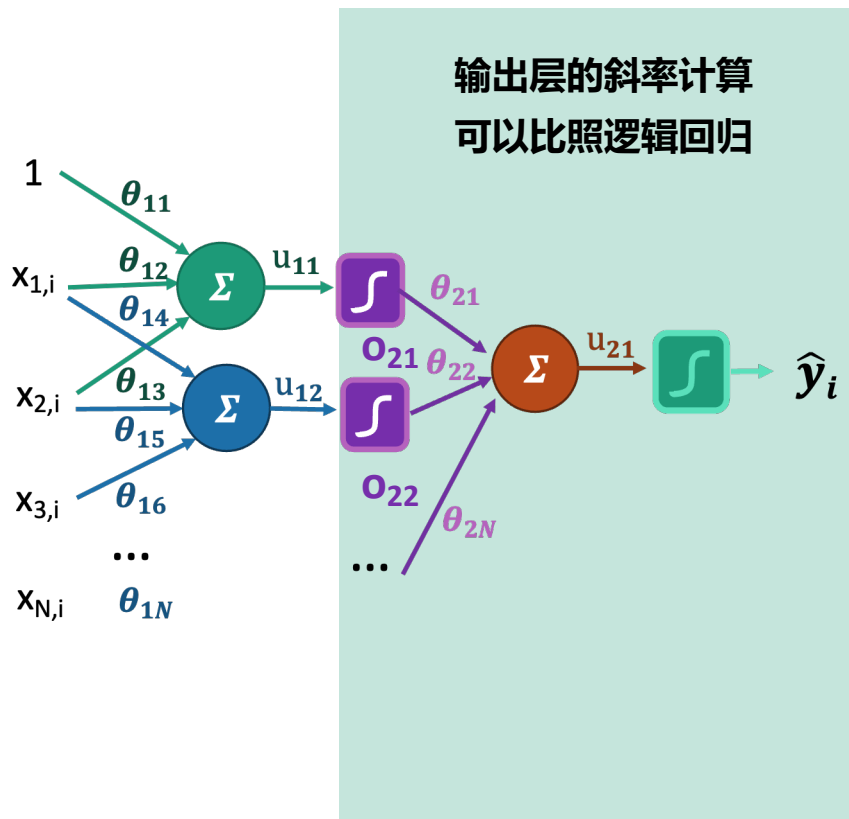 输出层的斜率计算
可以比照逻辑回归
1
θ₁₁
x₁,ᵢ
θ₁₂
Σ
u₁₁
θ₁₄
θ₂₁
O₂₁
θ₂₂
Σ
u₂₁
ŷᵢ
x₂,ᵢ
θ₁₃
Σ
u₁₂
θ₁₅
x₃,ᵢ
θ₁₆
O₂₂
θ₂N
...
...
xN,ᵢ
θ₁N